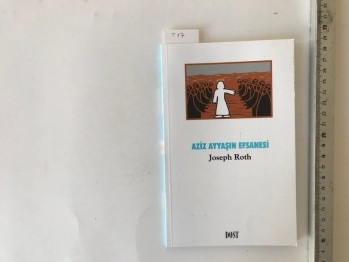 AZİZ AYYAŞIN EFSANESİ
Joseph Roth
DOST